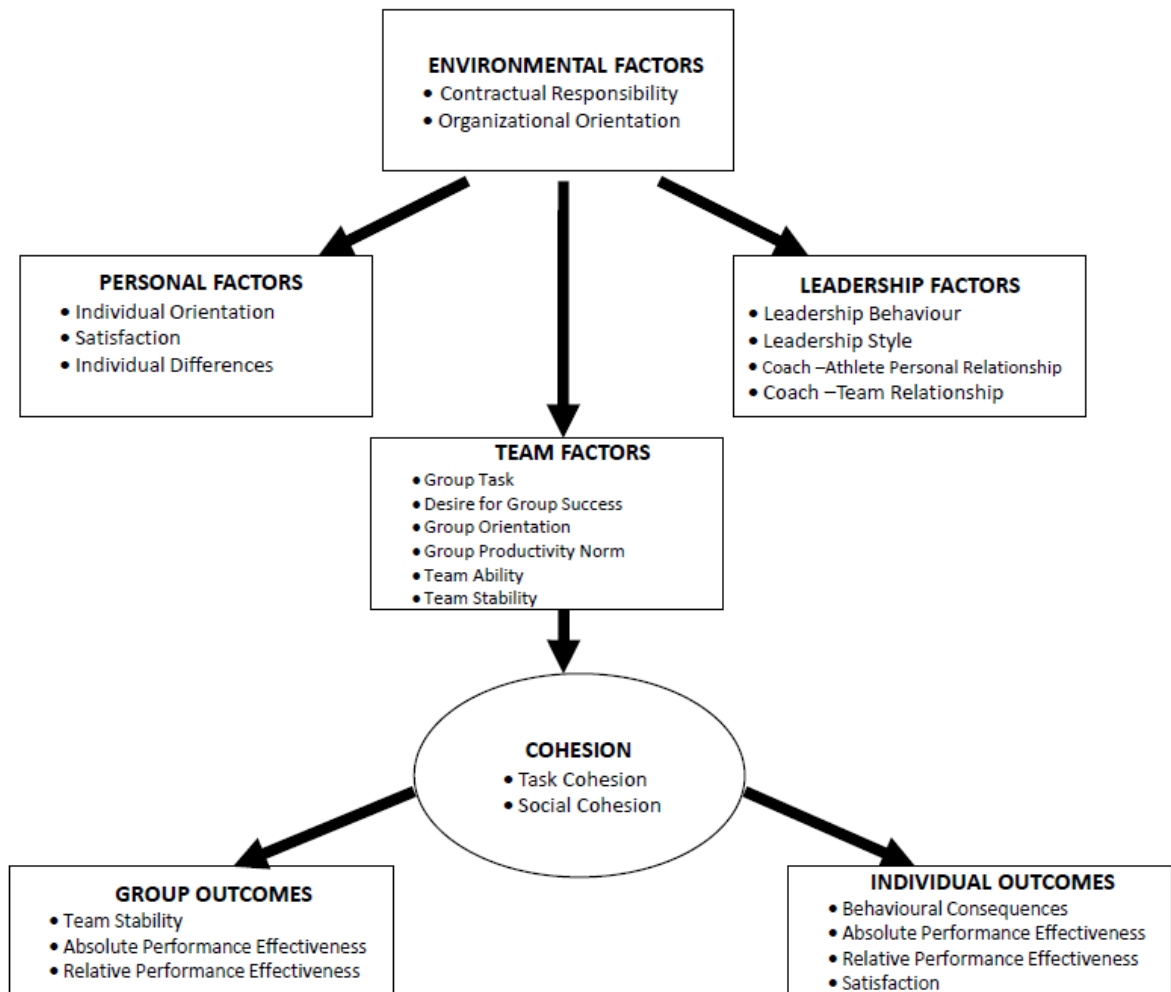 ENVIRONMENTAL FACTORS
• Contractual Responsibility
• Organizational Orientation
PERSONAL FACTORS
• Individual Orientation
• Satisfaction
• Individual Differences
LEADERSHIP FACTORS
• Leadership Behaviour
• Leadership Style
• Coach –Athlete Personal Relationship
• Coach –Team Relationship
TEAM FACTORS
• Group Task
• Desire for Group Success
• Group Orientation
• Group Productivity Norm
• Team Ability
• Team Stability
COHESION
• Task Cohesion
• Social Cohesion
GROUP OUTCOMES
• Team Stability
• Absolute Performance Effectiveness
• Relative Performance Effectiveness
INDIVIDUAL OUTCOMES
• Behavioural Consequences
• Absolute Performance Effectiveness
• Relative Performance Effectiveness
• Satisfaction